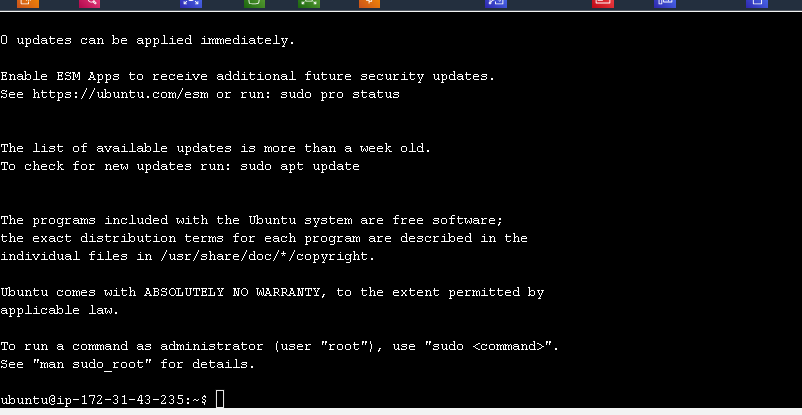 0 updates can be applied immediately.
Enable ESM Apps to receive additional future security updates.
See https://ubuntu.com/esm or run: sudo pro status
The list of available updates is more than a week old.
To check for new updates run: sudo apt update
The programs included with the Ubuntu system are free software;
the exact distribution terms for each program are described in the
individual files in /usr/share/doc/*/copyright.
Ubuntu comes with ABSOLUTELY NO WARRANTY, to the extent permitted by
applicable law.
To run a command as administrator (user "root"), use "sudo <command>".
See "man sudo_root" for details.
ubuntu@ip-172-31-43-235:~$